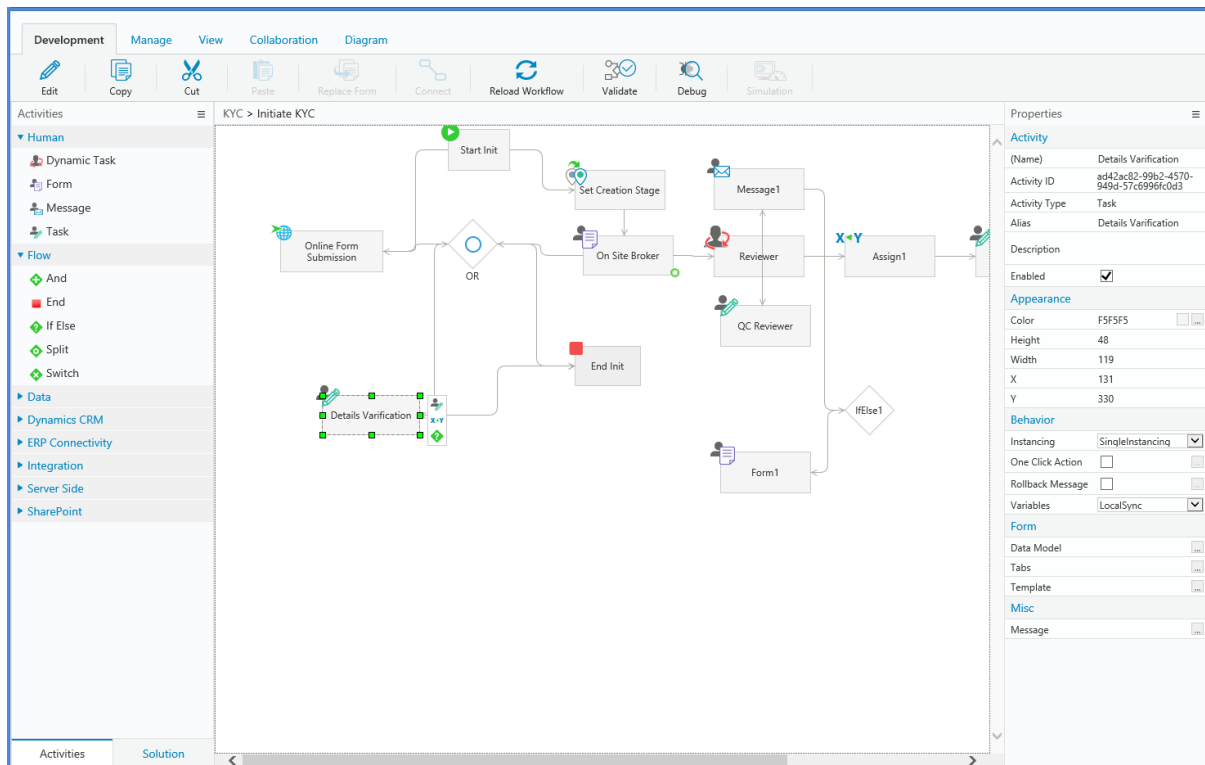 Development Manage View Collaboration Diagram
Edit Copy Cut Paste Replace Form Connect Reload Workflow Validate Debug Simulation
Activities
Human
Dynamic Task
Form
Message
Task
Flow
And
End
If Else
Split
Switch
Data
Dynamics CRM
ERP Connectivity
Integration
Server Side
SharePoint
Activities Solution
KYC > Initiate KYC
Start Init
Set Creation Stage
Message1
Online Form
Submission
OR
On Site Broker
Reviewer
X Y
Assign1
QC Reviewer
End Init
Details Varification
X Y
IfElse1
Form1
Properties
Activity
(Name) Details Varification
Activity ID ad42ac82-99b2-4570-
949d-57c6996fc0d3
Activity Type Task
Alias Details Varification
Description
Enabled
Appearance
Color F5F5F5 ...
Height 48
Width 119
X 131
Y 330
Behavior
Instancing SingleInstancing
One Click Action ...
Rollback Message ...
Variables LocalSync
Form
Data Model ...
Tabs ...
Template ...
Misc
Message ...